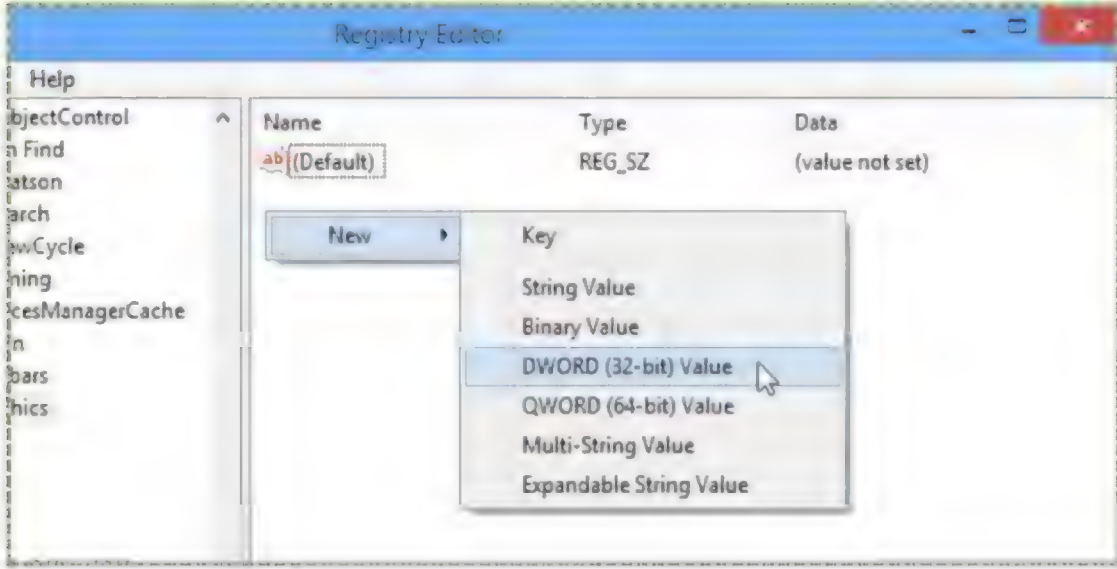 Registry Editor
Help
bjectControl
n Find
atson
arch
ewCycle
ning
cesManagerCache
n
bars
hics
Name Type Data
ab (Default) REG_SZ (value not set)
New
Key
String Value
Binary Value
DWORD (32-bit) Value
QWORD (64-bit) Value
Multi-String Value
Expandable String Value